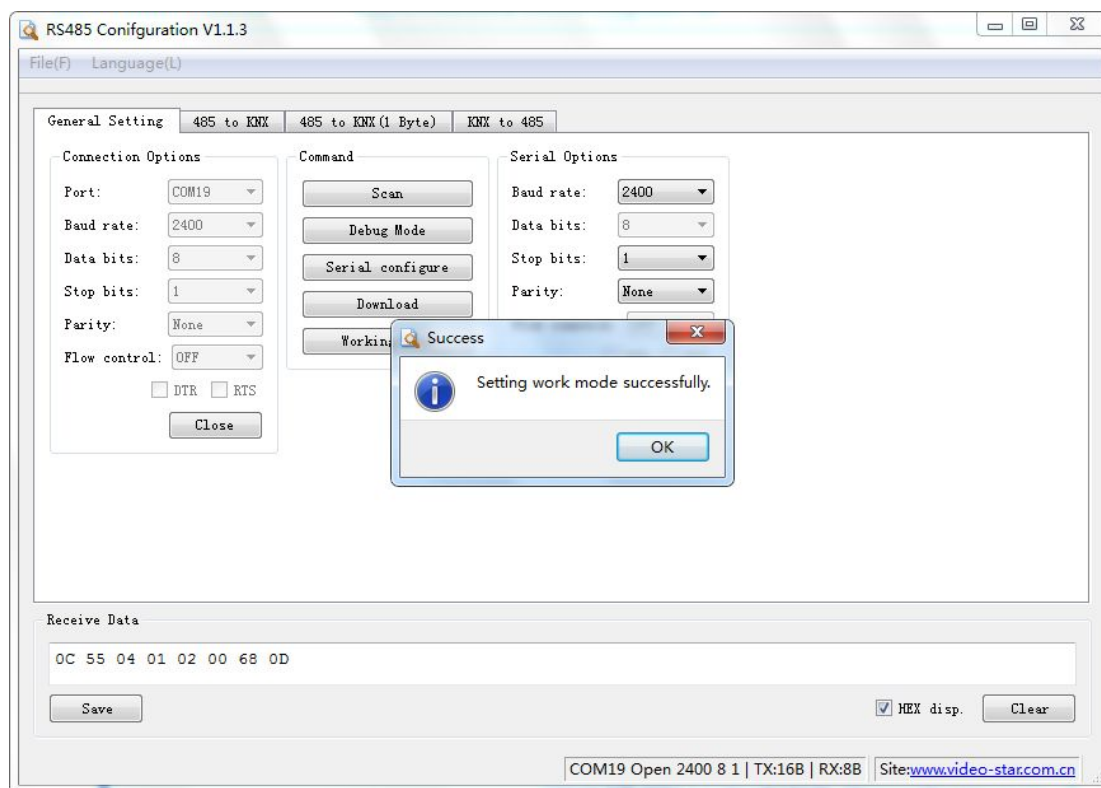 RS485 Conifguration V1.1.3
File(F) Language(L)
General Setting 485 to KNX 485 to KNX(1 Byte) KNX to 485
Connection Options
Port: COM19
Baud rate: 2400
Data bits: 8
Stop bits: 1
Parity: None
Flow control: OFF
DTR RTS
Close
Command
Scan
Debug Mode
Serial configure
Download
Working
Serial Options
Baud rate: 2400
Data bits: 8
Stop bits: 1
Parity: None
Success
Setting work mode successfully.
OK
Receive Data
0C 55 04 01 02 00 68 0D
Save
HEX disp. Clear
COM19 Open 2400 8 1 | TX:16B | RX:8B Site:www.video-star.com.cn